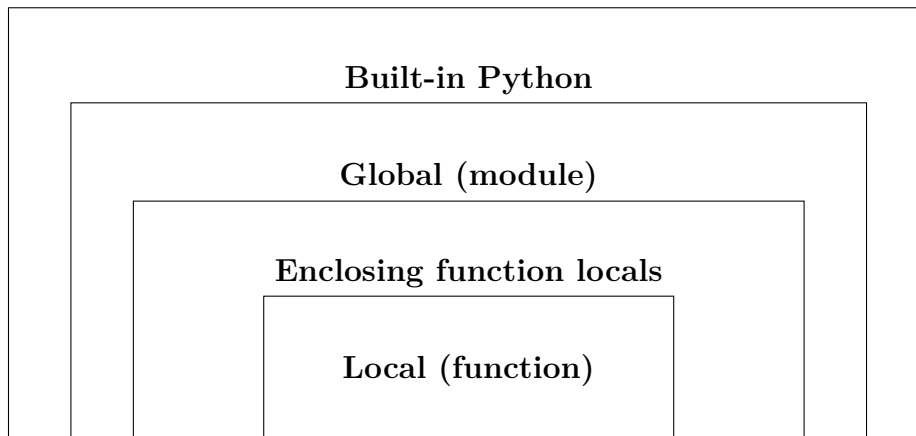 Built-in Python
Global (module)
Enclosing function locals
Local (function)